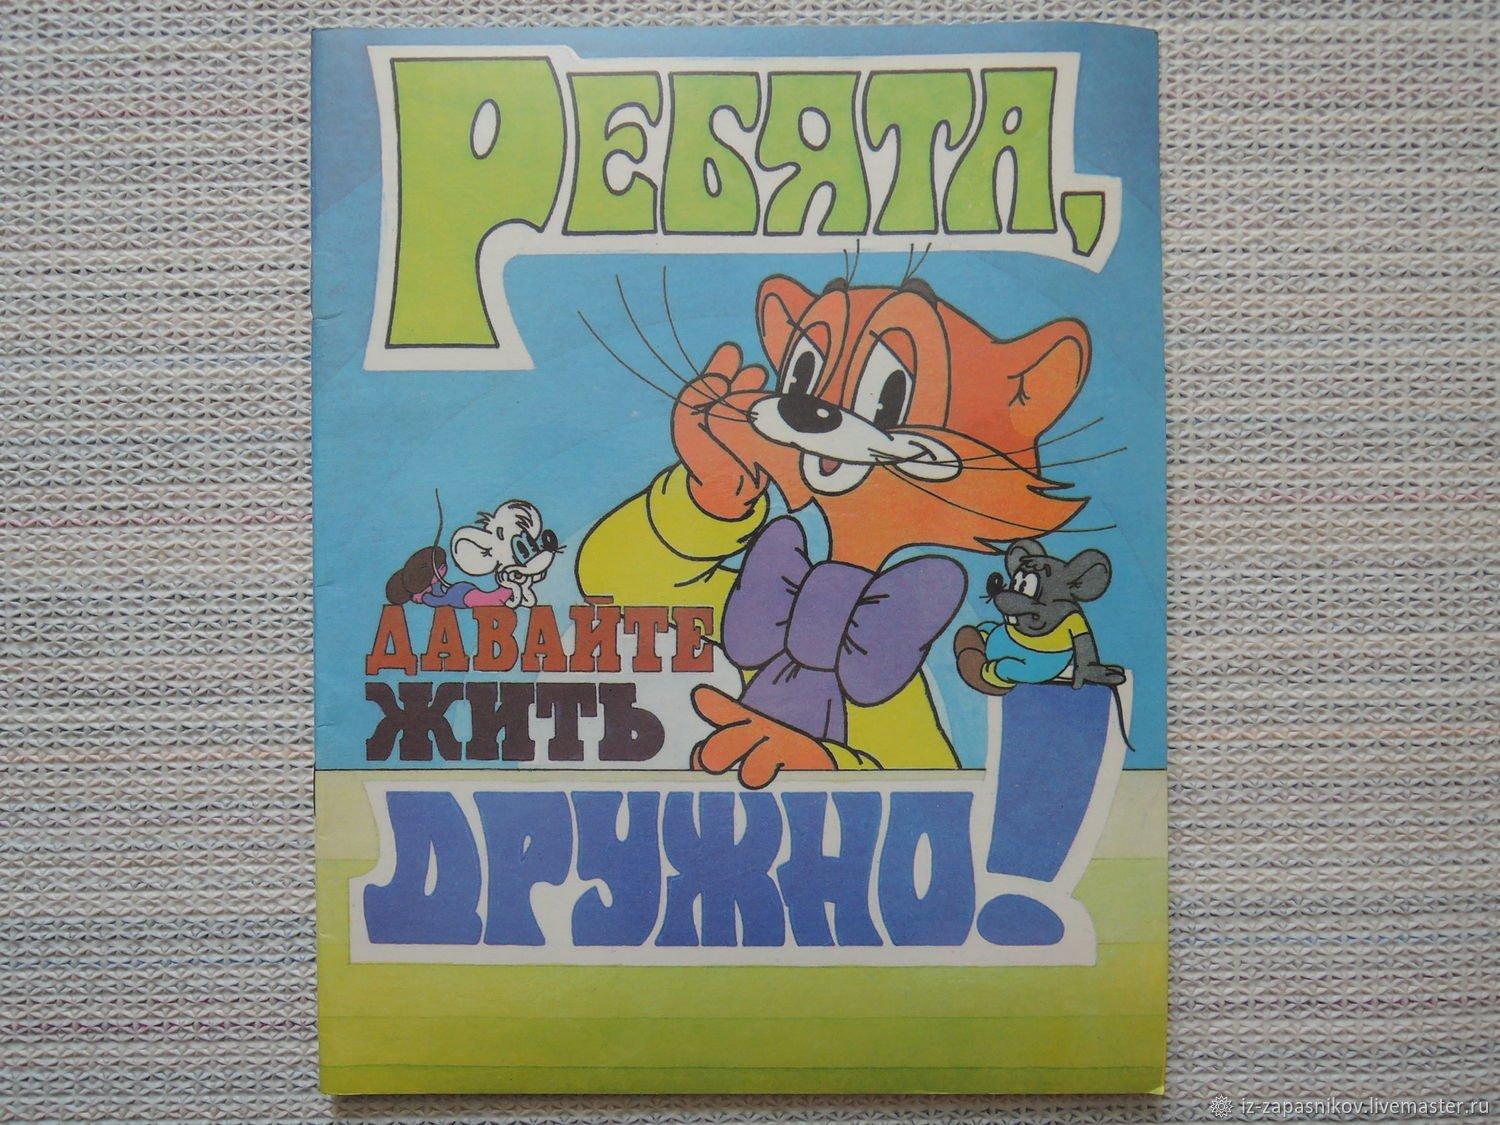 Ребята,
ДАВАЙТЕ
ЖИТЬ
ДРУЖНО!
iz-zapasnikov.livemaster.ru